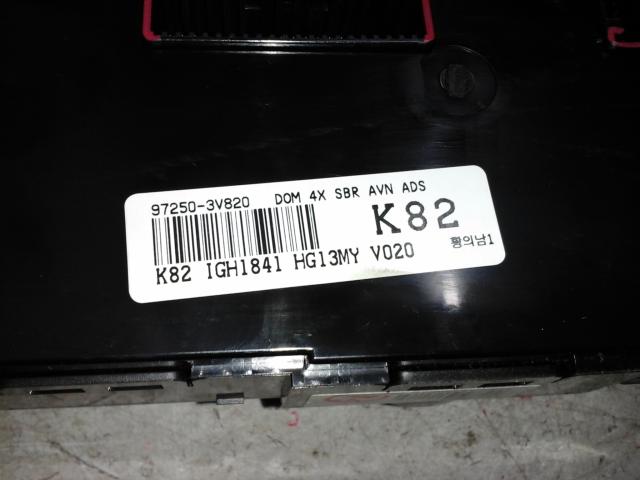 97250-3V820 DOM 4X SBR AVN ADS
K82
황의남1
K82 IGH1841 HG13MY V020